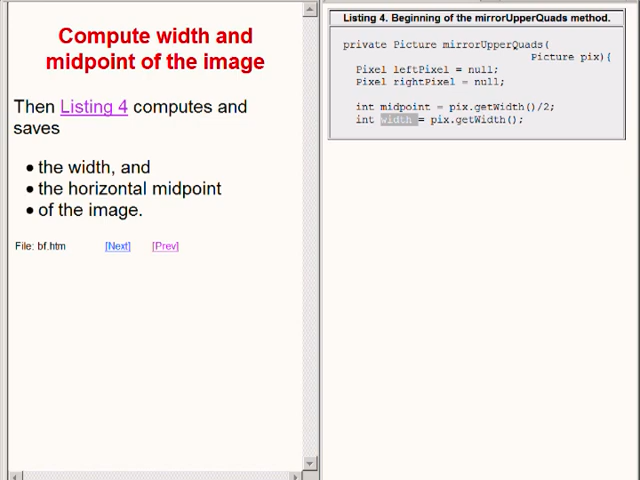 Compute width and
midpoint of the image
Then Listing 4 computes and
saves
• the width, and
• the horizontal midpoint
• of the image.
File: bf.htm [Next] [Prev]
Listing 4. Beginning of the mirrorUpperQuads method.
private Picture mirrorUpperQuads(
Picture pix){
Pixel leftPixel = null;
Pixel rightPixel = null;
int midpoint = pix.getWidth()/2;
int width = pix.getWidth();